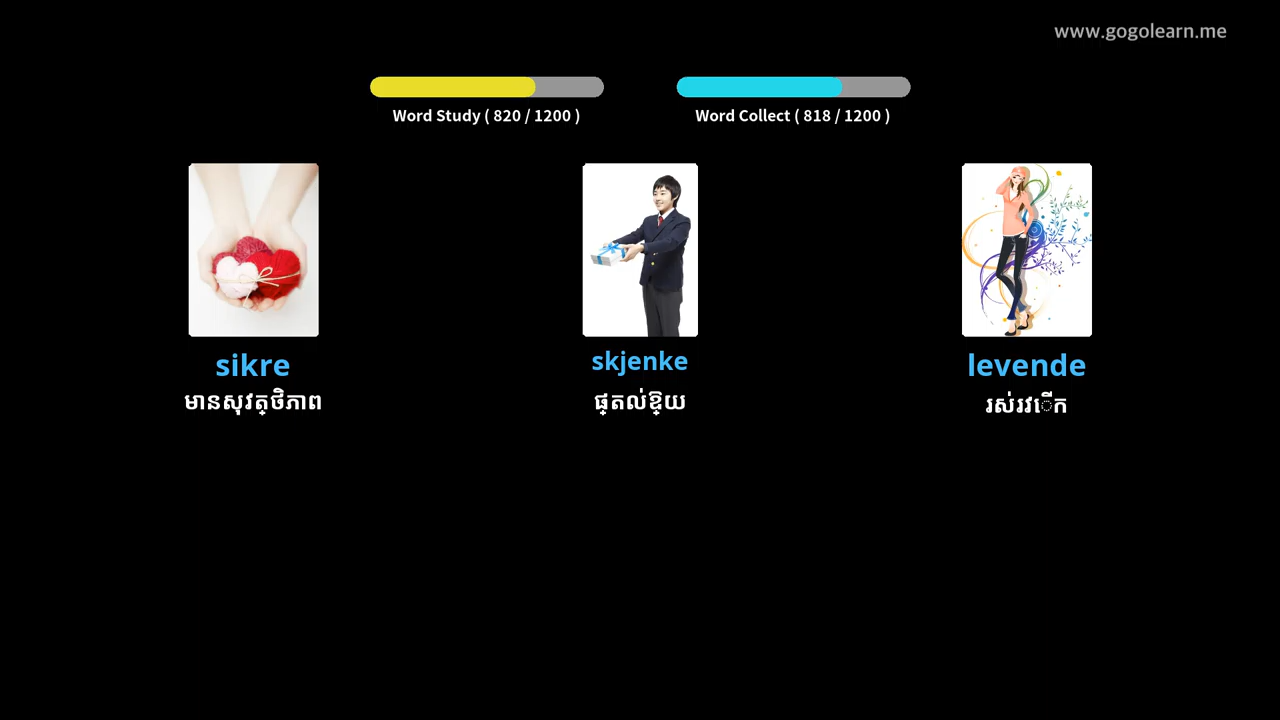 www.gogolearn.me
Word Study ( 820 / 1200 )
Word Collect ( 818 / 1200 )
sikre
skjenke
levende
មានសុវត្ថិភាព
ផ្តល់ឱ្យ
រស់រវើក